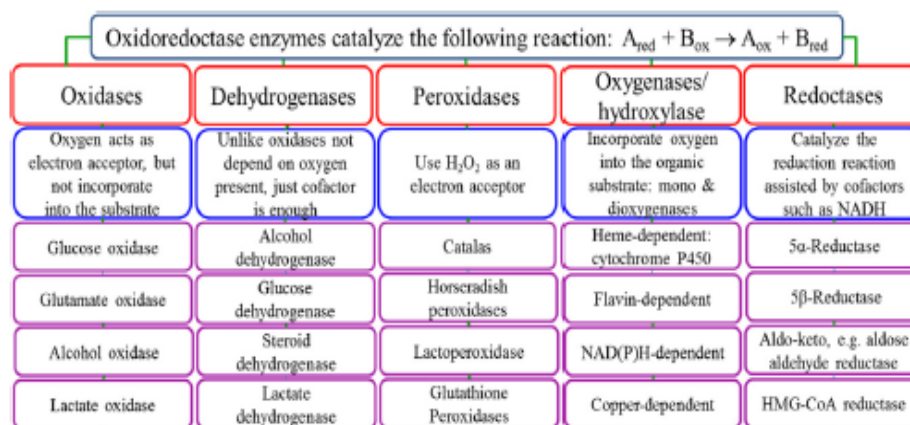 Oxidoredoctase enzymes catalyze the following reaction: A_red + B_ox → A_ox + B_red
Oxidases
Dehydrogenases
Peroxidases
Oxygenases/
hydroxylase
Redoctases
Oxygen acts as
electron acceptor, but
not incorporate
into the substrate
Unlike oxidases not
depend on oxygen
present, just cofactor
is enough
Use H₂O₂ as an
electron acceptor
Incorporate oxygen
into the organic
substrate: mono &
dioxygenases
Catalyze the
reduction reaction
assisted by cofactors
such as NADH
Glucose oxidase
Alcohol
dehydrogenase
Catalas
Heme-dependent:
cytochrome P450
5α-Reductase
Glutamate oxidase
Glucose
dehydrogenase
Horseradish
peroxidases
Flavin-dependent
5β-Reductase
Alcohol oxidase
Steroid
dehydrogenase
Lactoperoxidase
NAD(P)H-dependent
Aldo-keto, e.g. aldose
aldehyde reductase
Lactate oxidase
Lactate
dehydrogenase
Glutathione
Peroxidases
Copper-dependent
HMG-CoA reductase